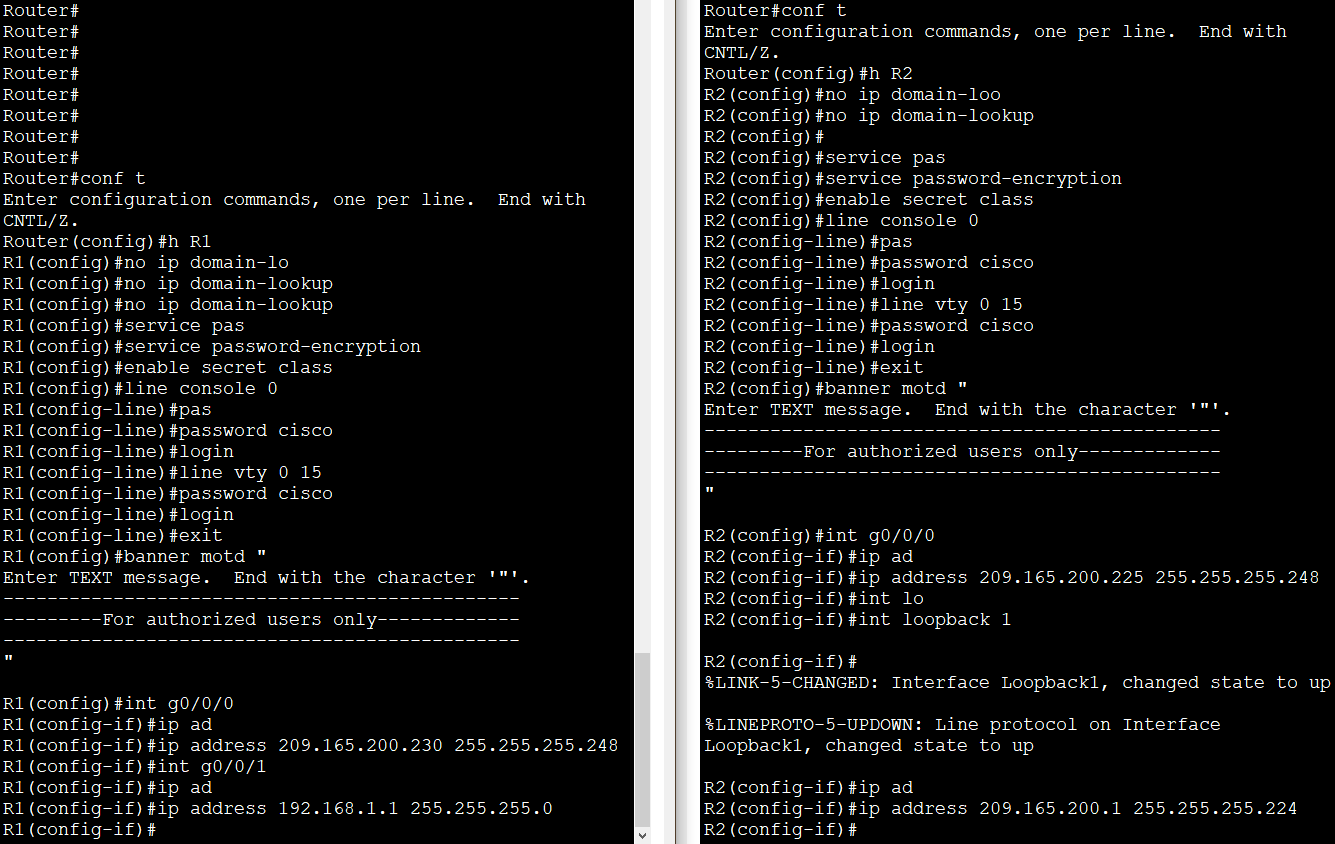 Router#
Router#
Router#
Router#
Router#
Router#
Router#
Router#
Router#conf t
Enter configuration commands, one per line.  End with
CNTL/Z.
Router(config)#h R1
R1(config)#no ip domain-lo
R1(config)#no ip domain-lookup
R1(config)#no ip domain-lookup
R1(config)#service pas
R1(config)#service password-encryption
R1(config)#enable secret class
R1(config)#line console 0
R1(config-line)#pas
R1(config-line)#password cisco
R1(config-line)#login
R1(config-line)#line vty 0 15
R1(config-line)#password cisco
R1(config-line)#login
R1(config-line)#exit
R1(config)#banner motd "
Enter TEXT message.  End with the character '"'.
-----------------------------------------------
---------For authorized users only-------------
-----------------------------------------------
"
R1(config)#int g0/0/0
R1(config-if)#ip ad
R1(config-if)#ip address 209.165.200.230 255.255.255.248
R1(config-if)#int g0/0/1
R1(config-if)#ip ad
R1(config-if)#ip address 192.168.1.1 255.255.255.0
R1(config-if)#
Router#conf t
Enter configuration commands, one per line.  End with
CNTL/Z.
Router(config)#h R2
R2(config)#no ip domain-loo
R2(config)#no ip domain-lookup
R2(config)#
R2(config)#service pas
R2(config)#service password-encryption
R2(config)#enable secret class
R2(config)#line console 0
R2(config-line)#pas
R2(config-line)#password cisco
R2(config-line)#login
R2(config-line)#line vty 0 15
R2(config-line)#password cisco
R2(config-line)#login
R2(config-line)#exit
R2(config)#banner motd "
Enter TEXT message.  End with the character '"'.
-----------------------------------------------
---------For authorized users only-------------
-----------------------------------------------
"
R2(config)#int g0/0/0
R2(config-if)#ip ad
R2(config-if)#ip address 209.165.200.225 255.255.255.248
R2(config-if)#int lo
R2(config-if)#int loopback 1
R2(config-if)#
%LINK-5-CHANGED: Interface Loopback1, changed state to up
%LINEPROTO-5-UPDOWN: Line protocol on Interface
Loopback1, changed state to up
R2(config-if)#ip ad
R2(config-if)#ip address 209.165.200.1 255.255.255.224
R2(config-if)#